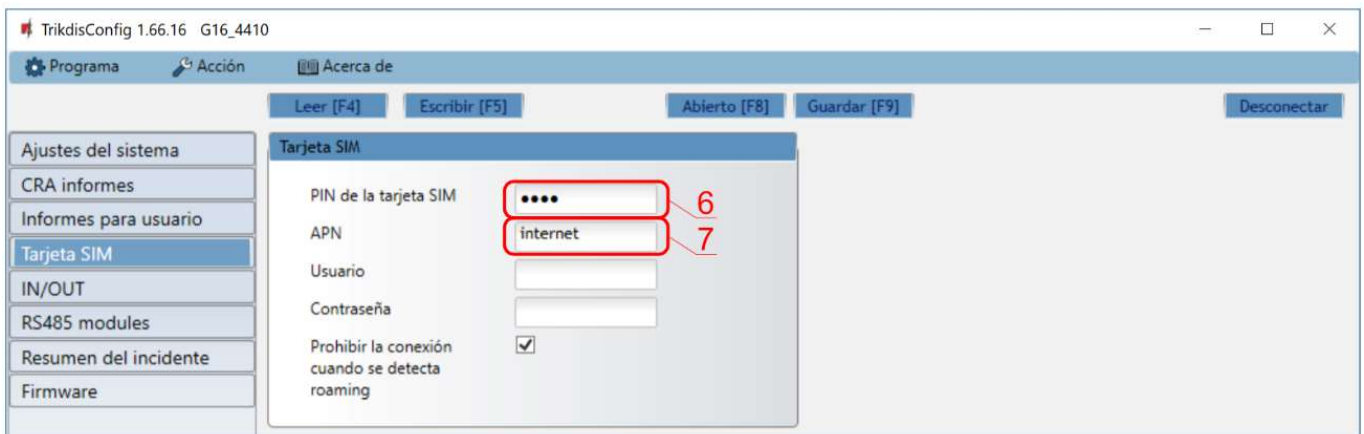 TrikdisConfig 1.66.16 G16_4410
Programa Acción Acerca de
Leer [F4] Escribir [F5] Abierto [F8] Guardar [F9] Desconectar
Ajustes del sistema
CRA informes
Informes para usuario
Tarjeta SIM
IN/OUT
RS485 modules
Resumen del incidente
Firmware
Tarjeta SIM
PIN de la tarjeta SIM •••• 6
APN internet 7
Usuario
Contraseña
Prohibir la conexión
cuando se detecta
roaming